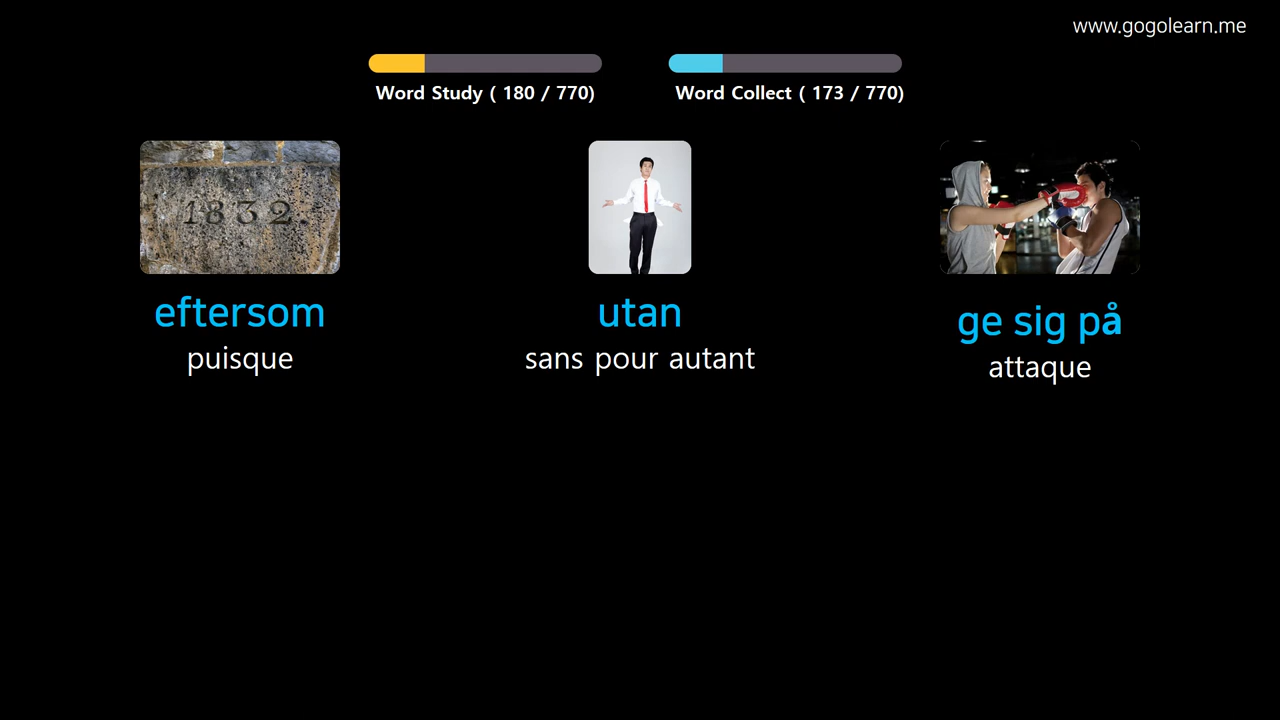 www.gogolearn.me
Word Study ( 180 / 770)
Word Collect ( 173 / 770)
1832.
eftersom
puisque
utan
sans pour autant
ge sig på
attaque